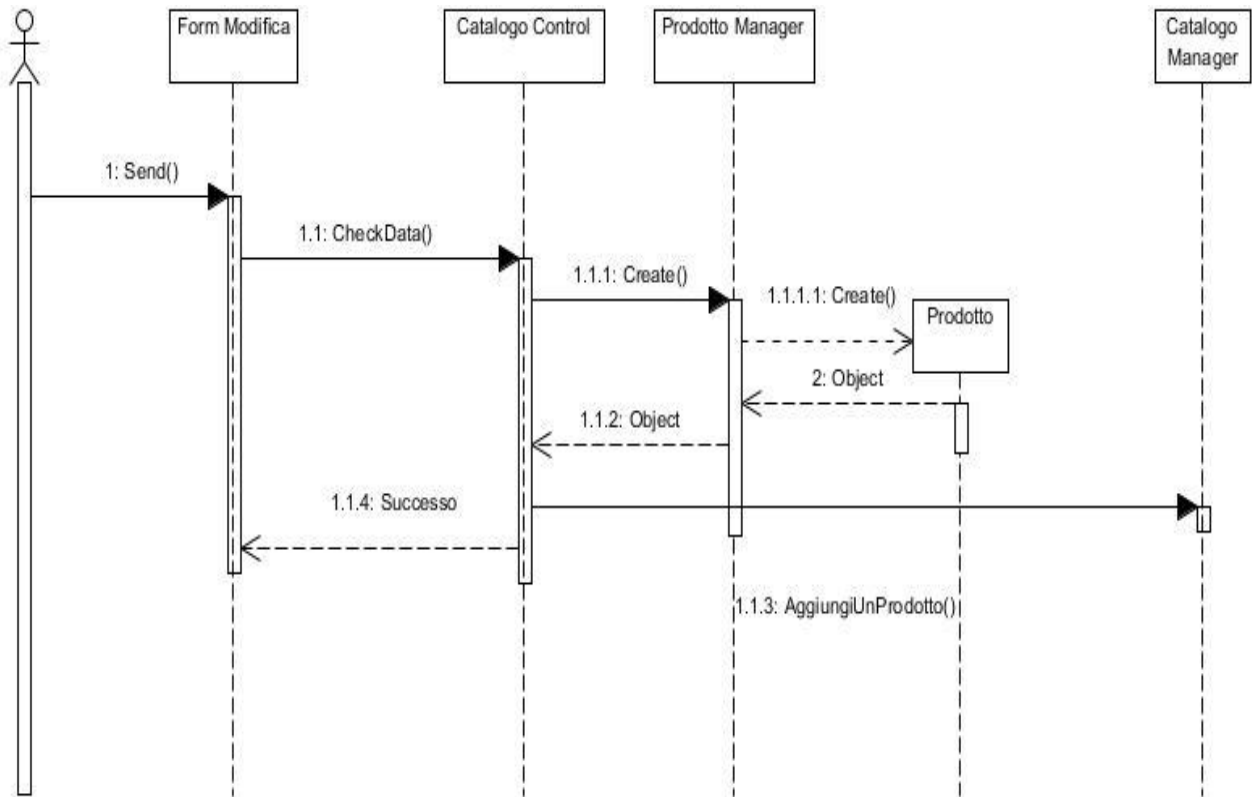 Form Modifica
Catalogo Control
Prodotto Manager
Catalogo
Manager
1: Send()
1.1: CheckData()
1.1.1: Create()
1.1.1.1: Create()
Prodotto
2: Object
1.1.2: Object
1.1.4: Successo
1.1.3: AggiungiUnProdotto()